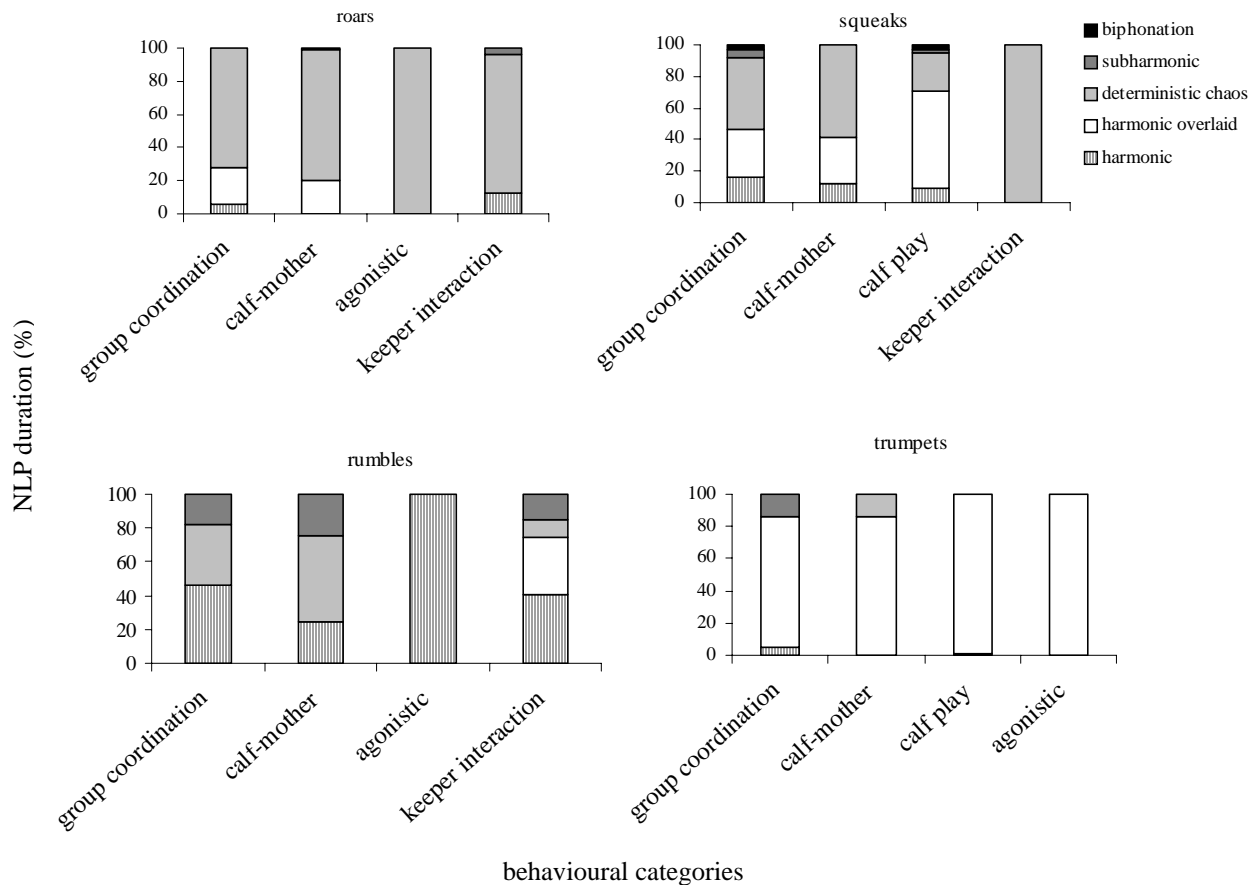 roars
100
80
60
40
20
0
group coordination
calf-mother
agonistic
keeper interaction
squeaks
100
80
60
40
20
0
group coordination
calf-mother
calf play
keeper interaction
biphonation
subharmonic
deterministic chaos
harmonic overlaid
harmonic
NLP duration (%)
rumbles
100
80
60
40
20
0
group coordination
calf-mother
agonistic
keeper interaction
trumpets
100
80
60
40
20
0
group coordination
calf-mother
calf play
agonistic
behavioural categories